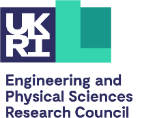 UK
RI
Engineering and
Physical Sciences
Research Council